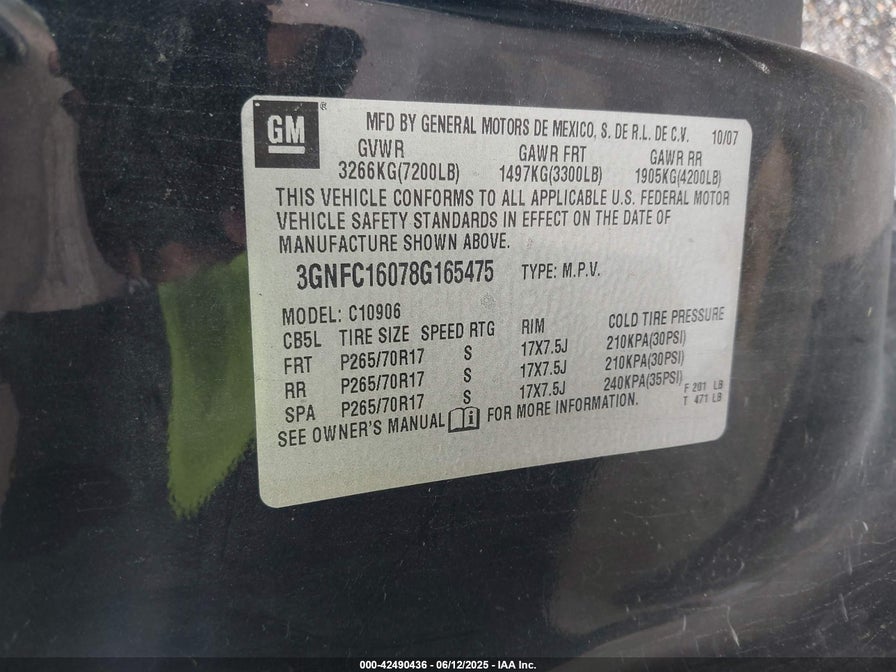 GM ® MFD BY GENERAL MOTORS DE MEXICO, S. DE R.L. DE C.V. 10/07
GVWR GAWR FRT GAWR RR
3266KG(7200LB) 1497KG(3300LB) 1905KG(4200LB)
THIS VEHICLE CONFORMS TO ALL APPLICABLE U.S. FEDERAL MOTOR
VEHICLE SAFETY STANDARDS IN EFFECT ON THE DATE OF
MANUFACTURE SHOWN ABOVE.
3GNFC16078G165475 TYPE: M.P.V.
MODEL: C10906
CB5L TIRE SIZE SPEED RTG RIM COLD TIRE PRESSURE
FRT P265/70R17 S 17X7.5J 210KPA(30PSI)
RR P265/70R17 S 17X7.5J 210KPA(30PSI)
SPA P265/70R17 S 17X7.5J 240KPA(35PSI)
F 201 LB
T 471 LB
SEE OWNER'S MANUAL i FOR MORE INFORMATION.
000-42490436 - 06/12/2025 - IAA Inc.